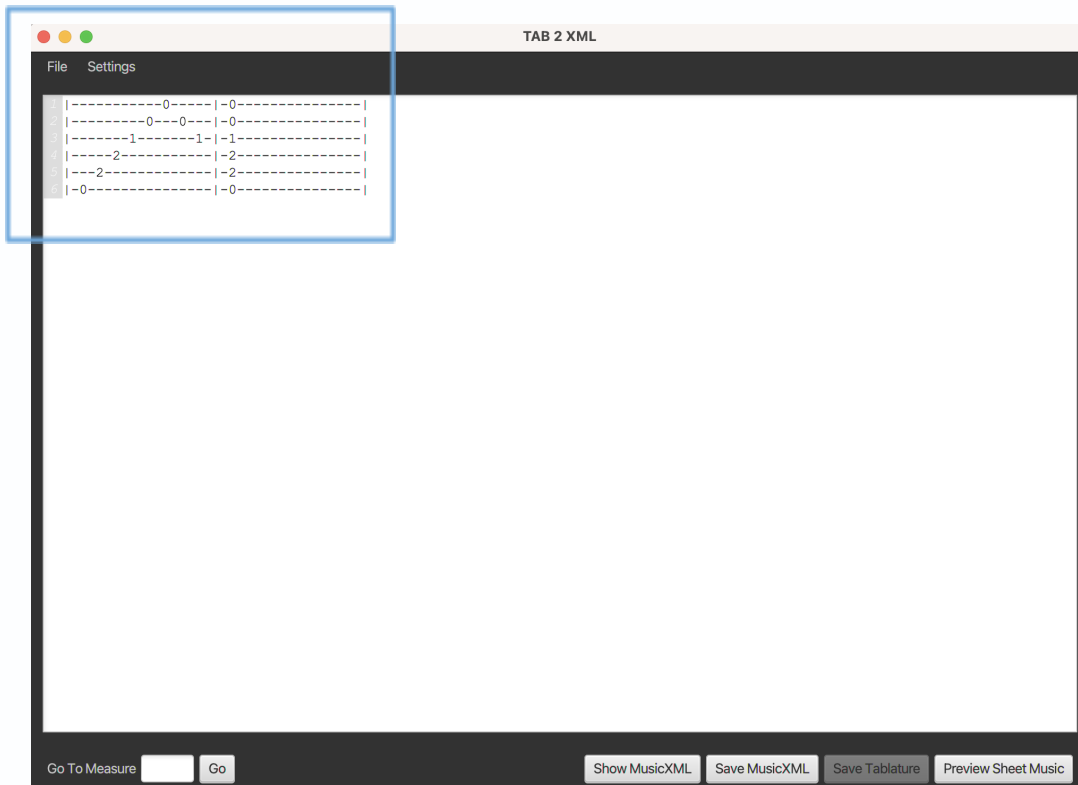 TAB 2 XML
File Settings
1 |-----------0-----|-0---------------|
2 |---------0---0---|-0---------------|
3 |-------1-------1-|-1---------------|
4 |-----2-----------|-2---------------|
5 |---2-------------|-2---------------|
6 |-0---------------|-0---------------|
Go To Measure Go Show MusicXML Save MusicXML Save Tablature Preview Sheet Music